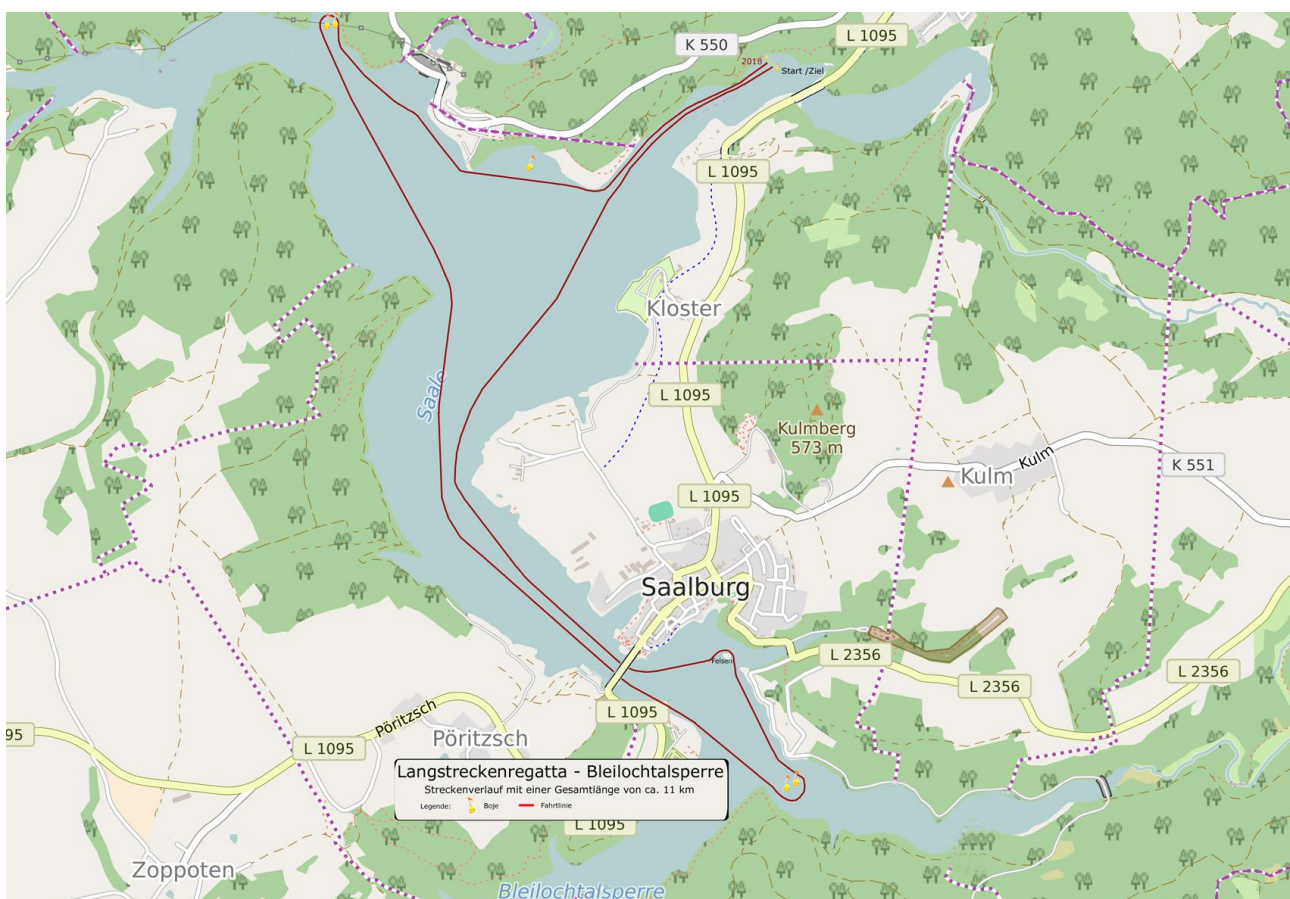 L 1095
K 550
2018
Start /Ziel
L 1095
Kloster
Saale
L 1095
Kulmberg
573 m
Kulm
Kulm
K 551
L 1095
Saalburg
L 2356
Felsen
L 2356
L 2356
L 1095
95
Pöritzsch
Pöritzsch
L 1095
Langstreckenregatta - Bleilochtalsperre
Streckenverlauf mit einer Gesamtlänge von ca. 11 km
Legende:
Boje
Fahrtlinie
L 1095
Zoppoten
Bleilochtalsperre